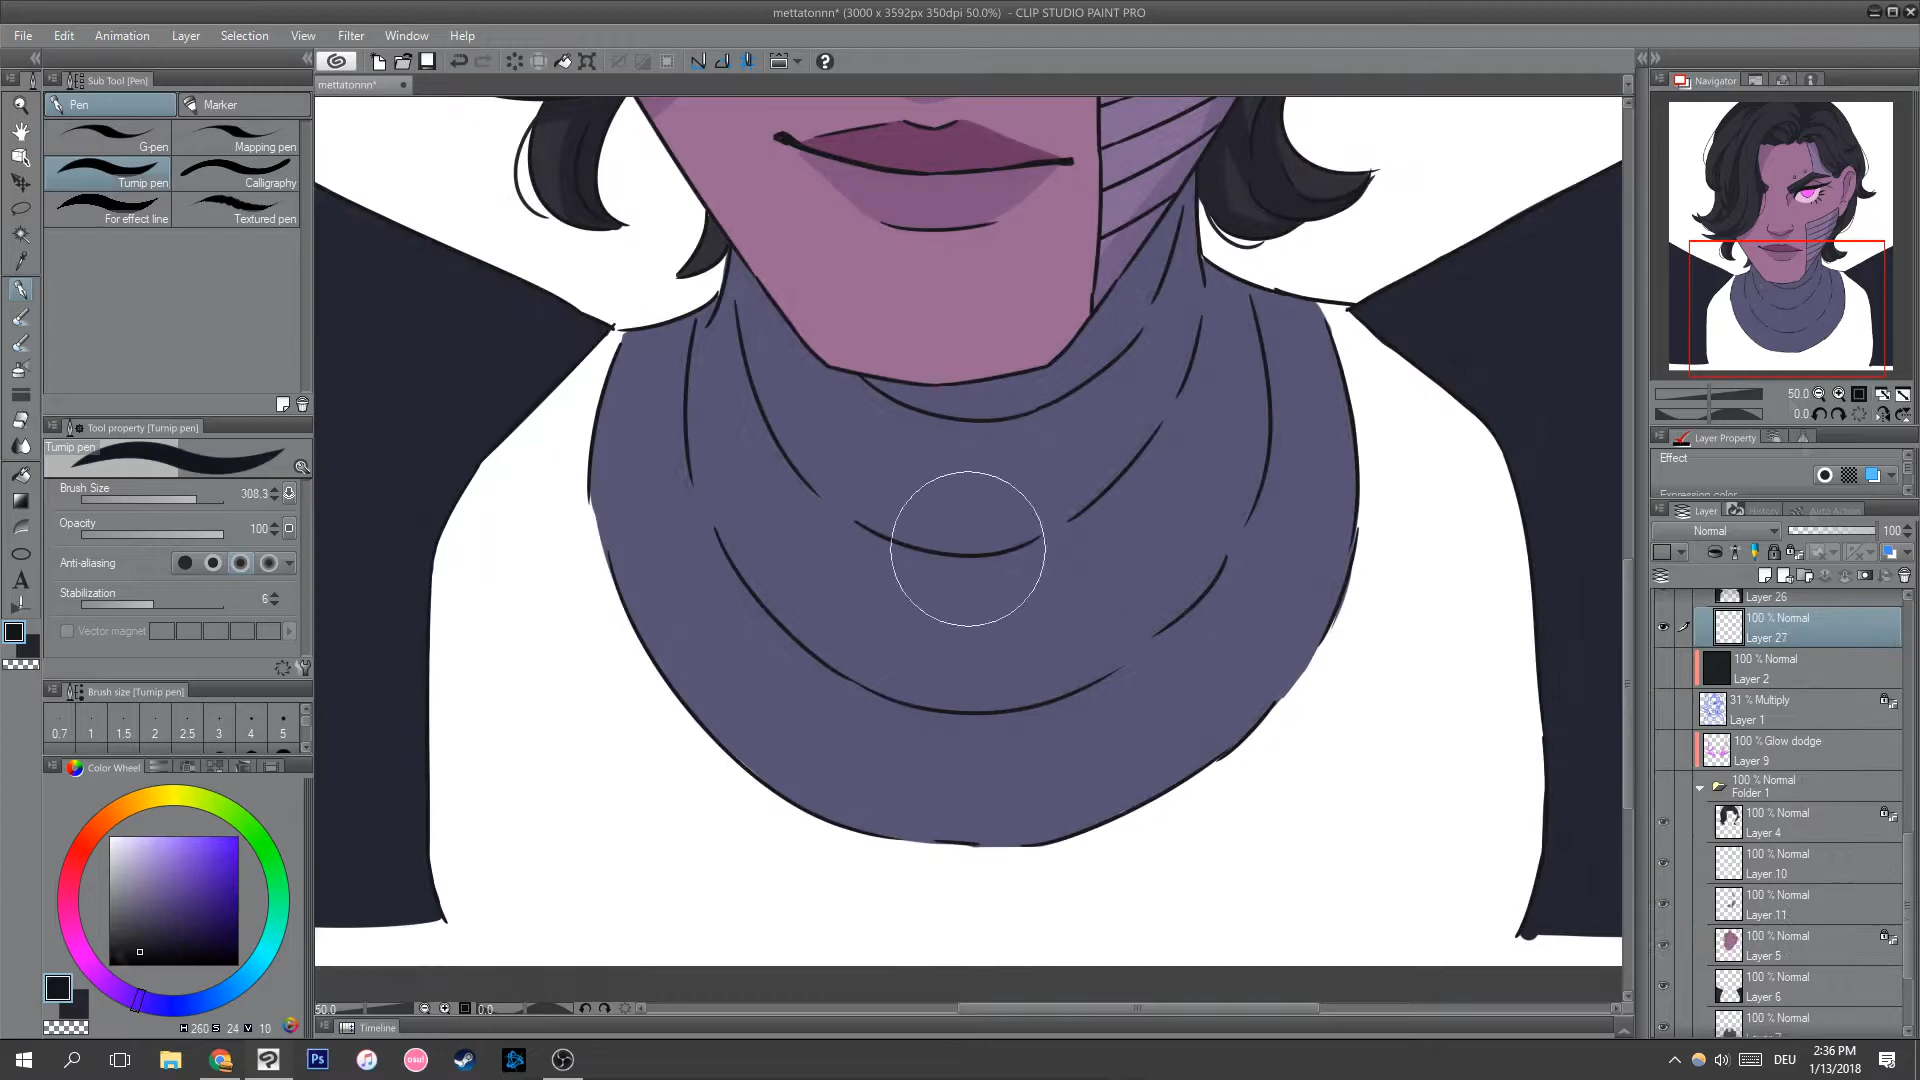 mettatonnn* (3000 x 3592px 350dpi 50.0%) - CLIP STUDIO PAINT PRO
File Edit Animation Layer Selection View Filter Window Help
Sub Tool [Pen]
mettatonnn*
Navigator
Pen
Marker
G-pen
Mapping pen
Turnip pen
Calligraphy
For effect line
Textured pen
50.0
0.0
Tool property [Turnip pen]
Layer Property
Turnip pen
Effect
Brush Size 308.3
Expression color
Layer History Auto Action
Opacity 100
Normal 100
Anti-aliasing
Stabilization 6
Vector magnet
Layer 26
100 % Normal
Layer 27
100 % Normal
Layer 2
Brush size [Turnip pen]
31 % Multiply
Layer 1
0.7 1 1.5 2 2.5 3 4 5
100 % Glow dodge
Layer 9
Color Wheel
100 % Normal
Folder 1
100 % Normal
Layer 4
100 % Normal
Layer 10
100 % Normal
Layer 11
100 % Normal
Layer 5
100 % Normal
Layer 6
100 % Normal
50.0 0.0
H 260 S 24 V 10
Timeline
Ps
osu!
A
DEU
2:36 PM
1/13/2018